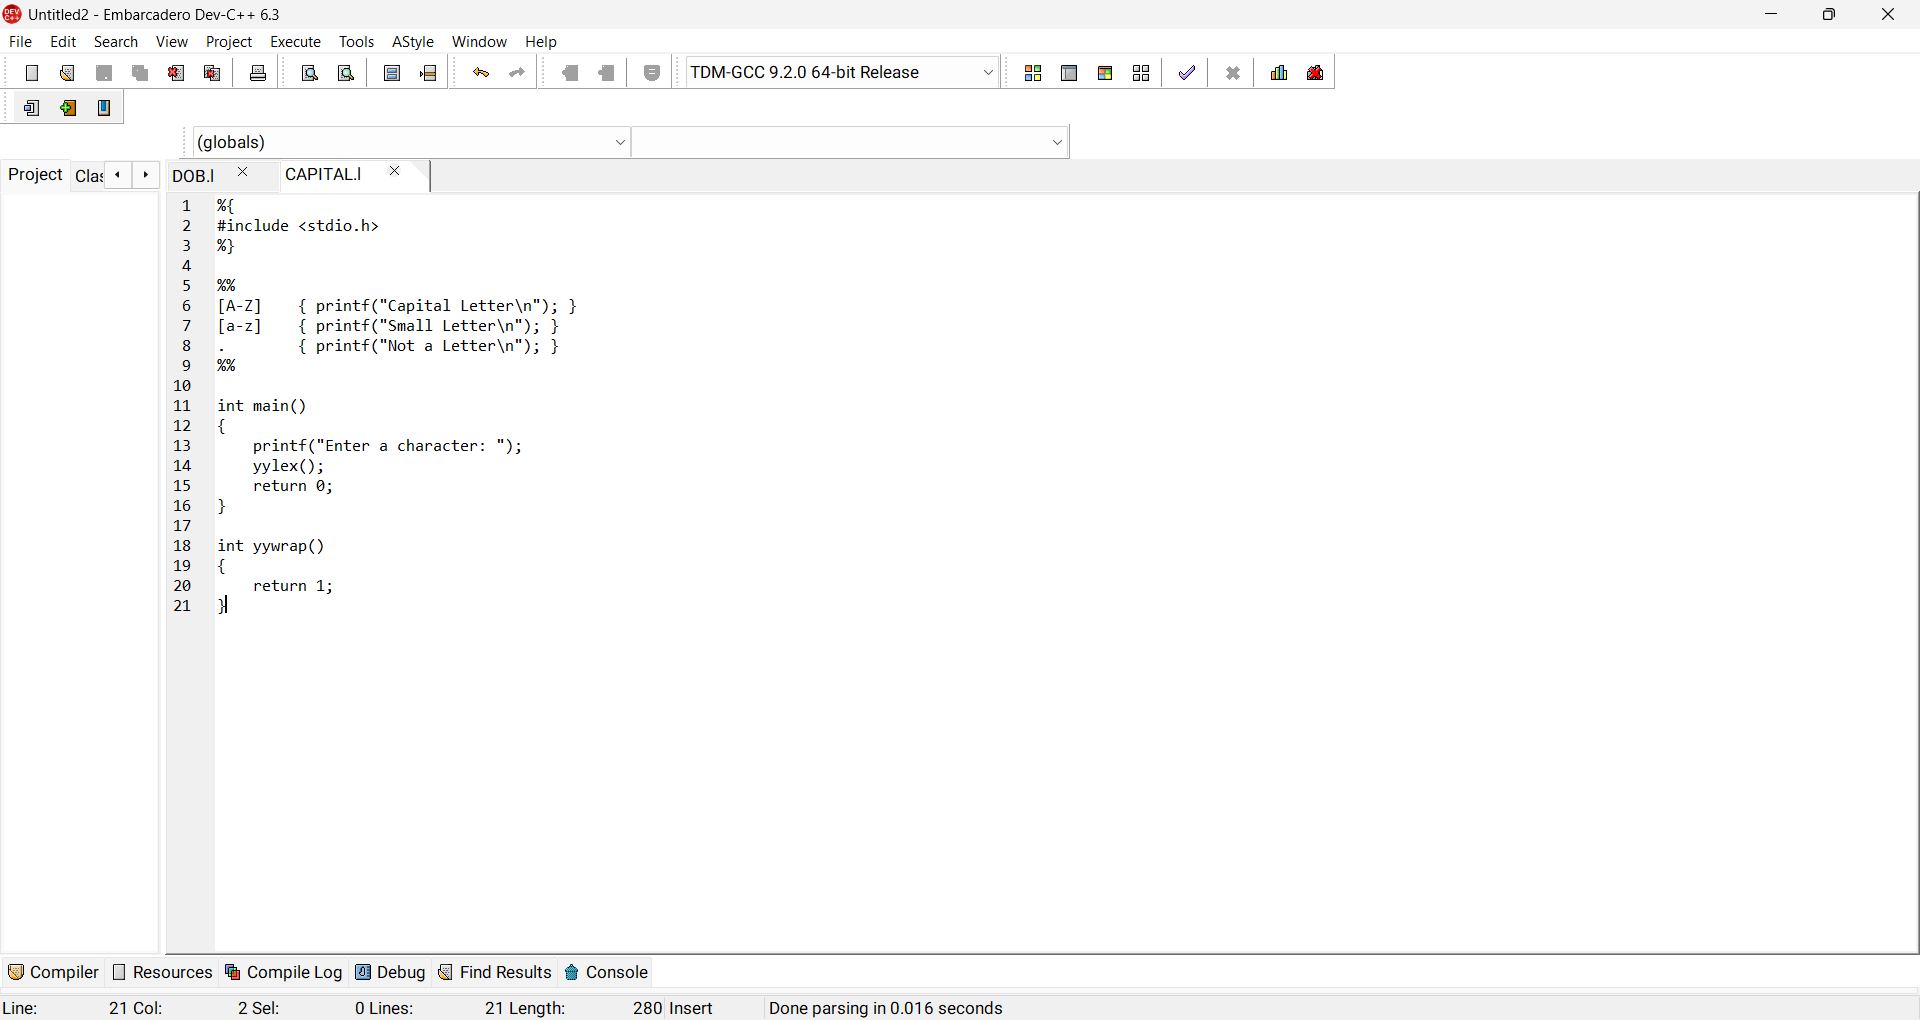 Untitled2 - Embarcadero Dev-C++ 6.3
File Edit Search View Project Execute Tools AStyle Window Help
TDM-GCC 9.2.0 64-bit Release
(globals)
Project Clas DOB.l CAPITAL.l
1 %{
2 #include <stdio.h>
3 %}
4
5 %%
6 [A-Z]    { printf("Capital Letter\n"); }
7 [a-z]    { printf("Small Letter\n"); }
8 .        { printf("Not a Letter\n"); }
9 %%
10
11 int main()
12 {
13     printf("Enter a character: ");
14     yylex();
15     return 0;
16 }
17
18 int yywrap()
19 {
20     return 1;
21 }
Compiler Resources Compile Log Debug Find Results Console
Line: 21 Col: 2 Sel: 0 Lines: 21 Length: 280 Insert Done parsing in 0.016 seconds